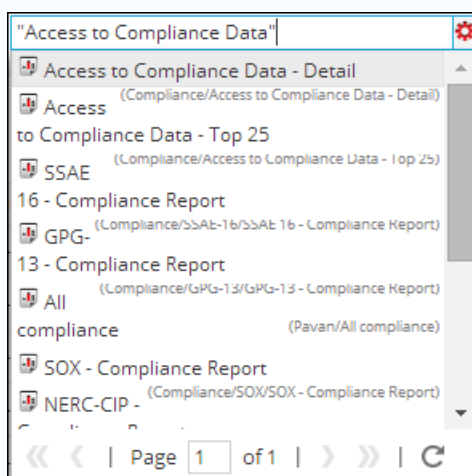 "Access to Compliance Data"
Access to Compliance Data - Detail
(Compliance/Access to Compliance Data - Detail)
Access
to Compliance Data - Top 25
(Compliance/Access to Compliance Data - Top 25)
SSAE
16 - Compliance Report
(Compliance/SSAE-16/SSAE 16 - Compliance Report)
GPG-
13 - Compliance Report
(Compliance/GPG-13/GPG-13 - Compliance Report)
All
compliance
(Pavan/All compliance)
SOX - Compliance Report
(Compliance/SOX/SOX - Compliance Report)
NERC-CIP -
Compliance Report
Page 1 of 1